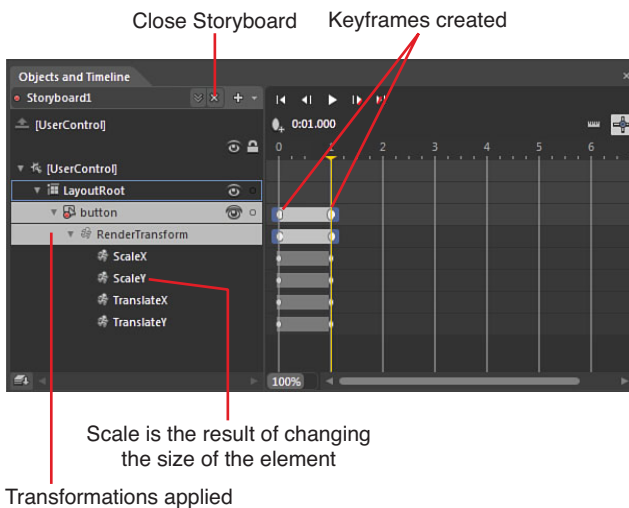 Close Storyboard
Keyframes created
Objects and Timeline
Storyboard1
[UserControl]
0:01.000
0 1 2 3 4 5 6
[UserControl]
LayoutRoot
button
RenderTransform
ScaleX
ScaleY
TranslateX
TranslateY
100%
Scale is the result of changing
the size of the element
Transformations applied